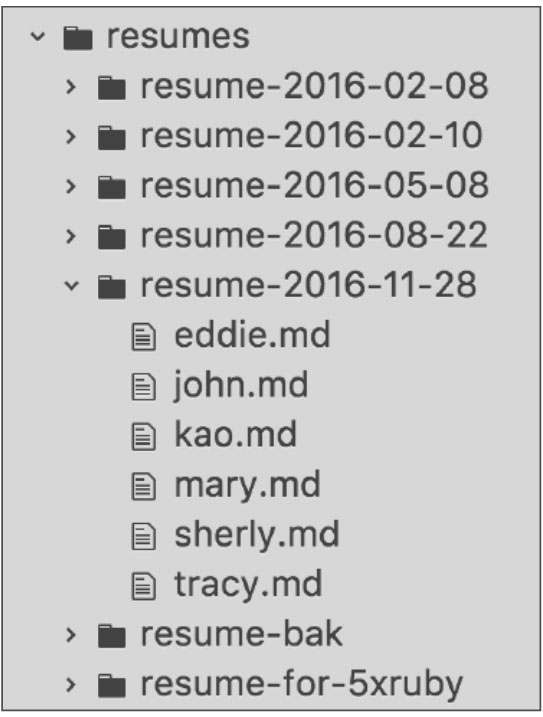 resumes
resume-2016-02-08
resume-2016-02-10
resume-2016-05-08
resume-2016-08-22
resume-2016-11-28
eddie.md
john.md
kao.md
mary.md
sherly.md
tracy.md
resume-bak
resume-for-5xruby